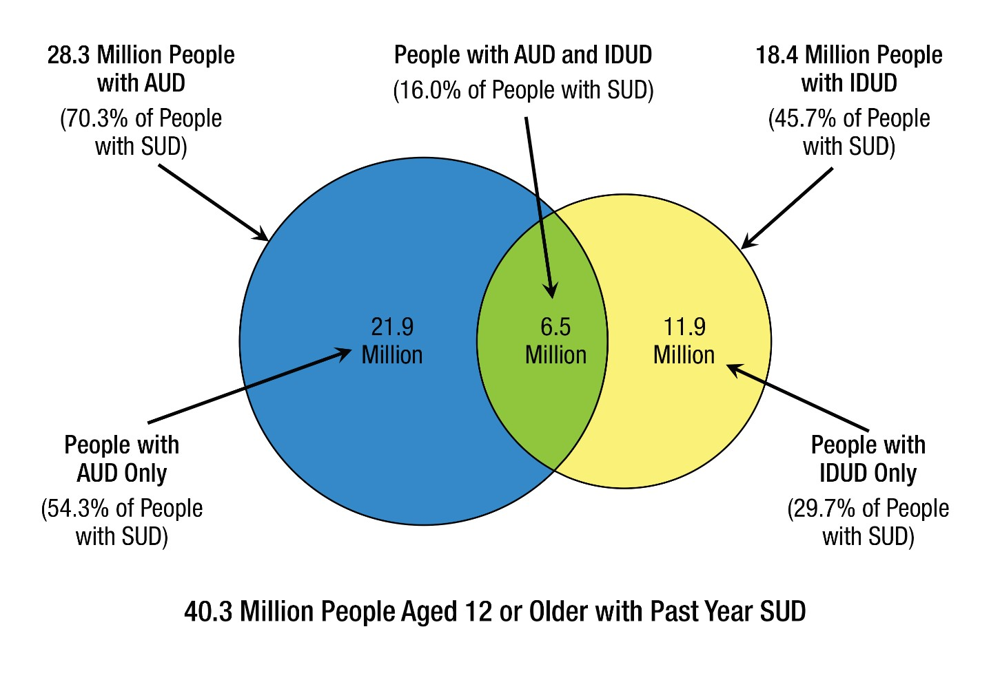 28.3 Million People
with AUD
(70.3% of People
with SUD)
People with AUD and IDUD
(16.0% of People with SUD)
18.4 Million People
with IDUD
(45.7% of People
with SUD)
21.9
Million
6.5
Million
11.9
Million
People with
AUD Only
(54.3% of People
with SUD)
People with
IDUD Only
(29.7% of People
with SUD)
40.3 Million People Aged 12 or Older with Past Year SUD